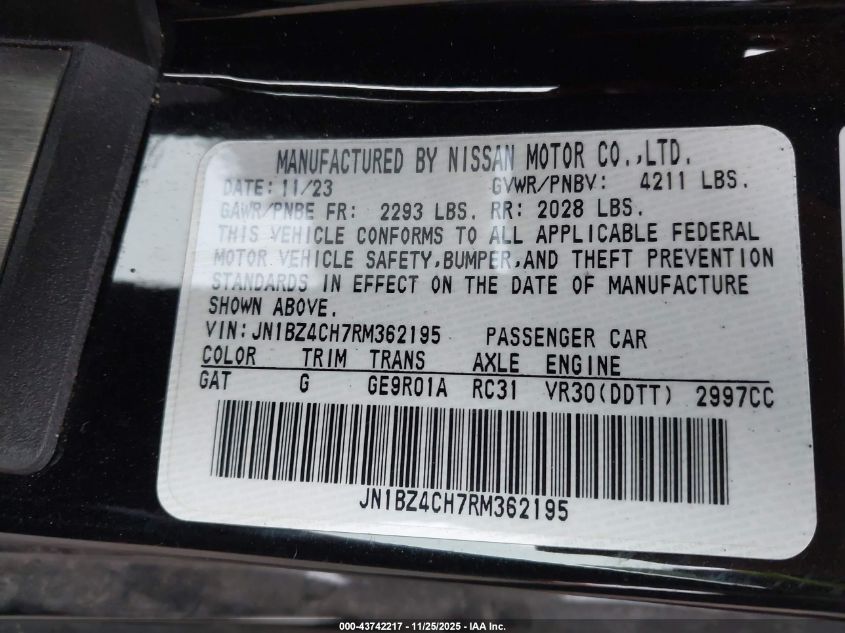 MANUFACTURED BY NISSAN MOTOR CO.,LTD.
DATE: 11/23 GVWR/PNBV: 4211 LBS.
GAWR/PNBE FR: 2293 LBS. RR: 2028 LBS.
THIS VEHICLE CONFORMS TO ALL APPLICABLE FEDERAL
MOTOR VEHICLE SAFETY,BUMPER,AND THEFT PREVENTION
STANDARDS IN EFFECT ON THE DATE OF MANUFACTURE
SHOWN ABOVE.
VIN: JN1BZ4CH7RM362195 PASSENGER CAR
COLOR TRIM TRANS AXLE ENGINE
GAT G GE9R01A RC31 VR30(DDTT) 2997CC
JN1BZ4CH7RM362195
000-43742217 - 11/25/2025 - IAA Inc.